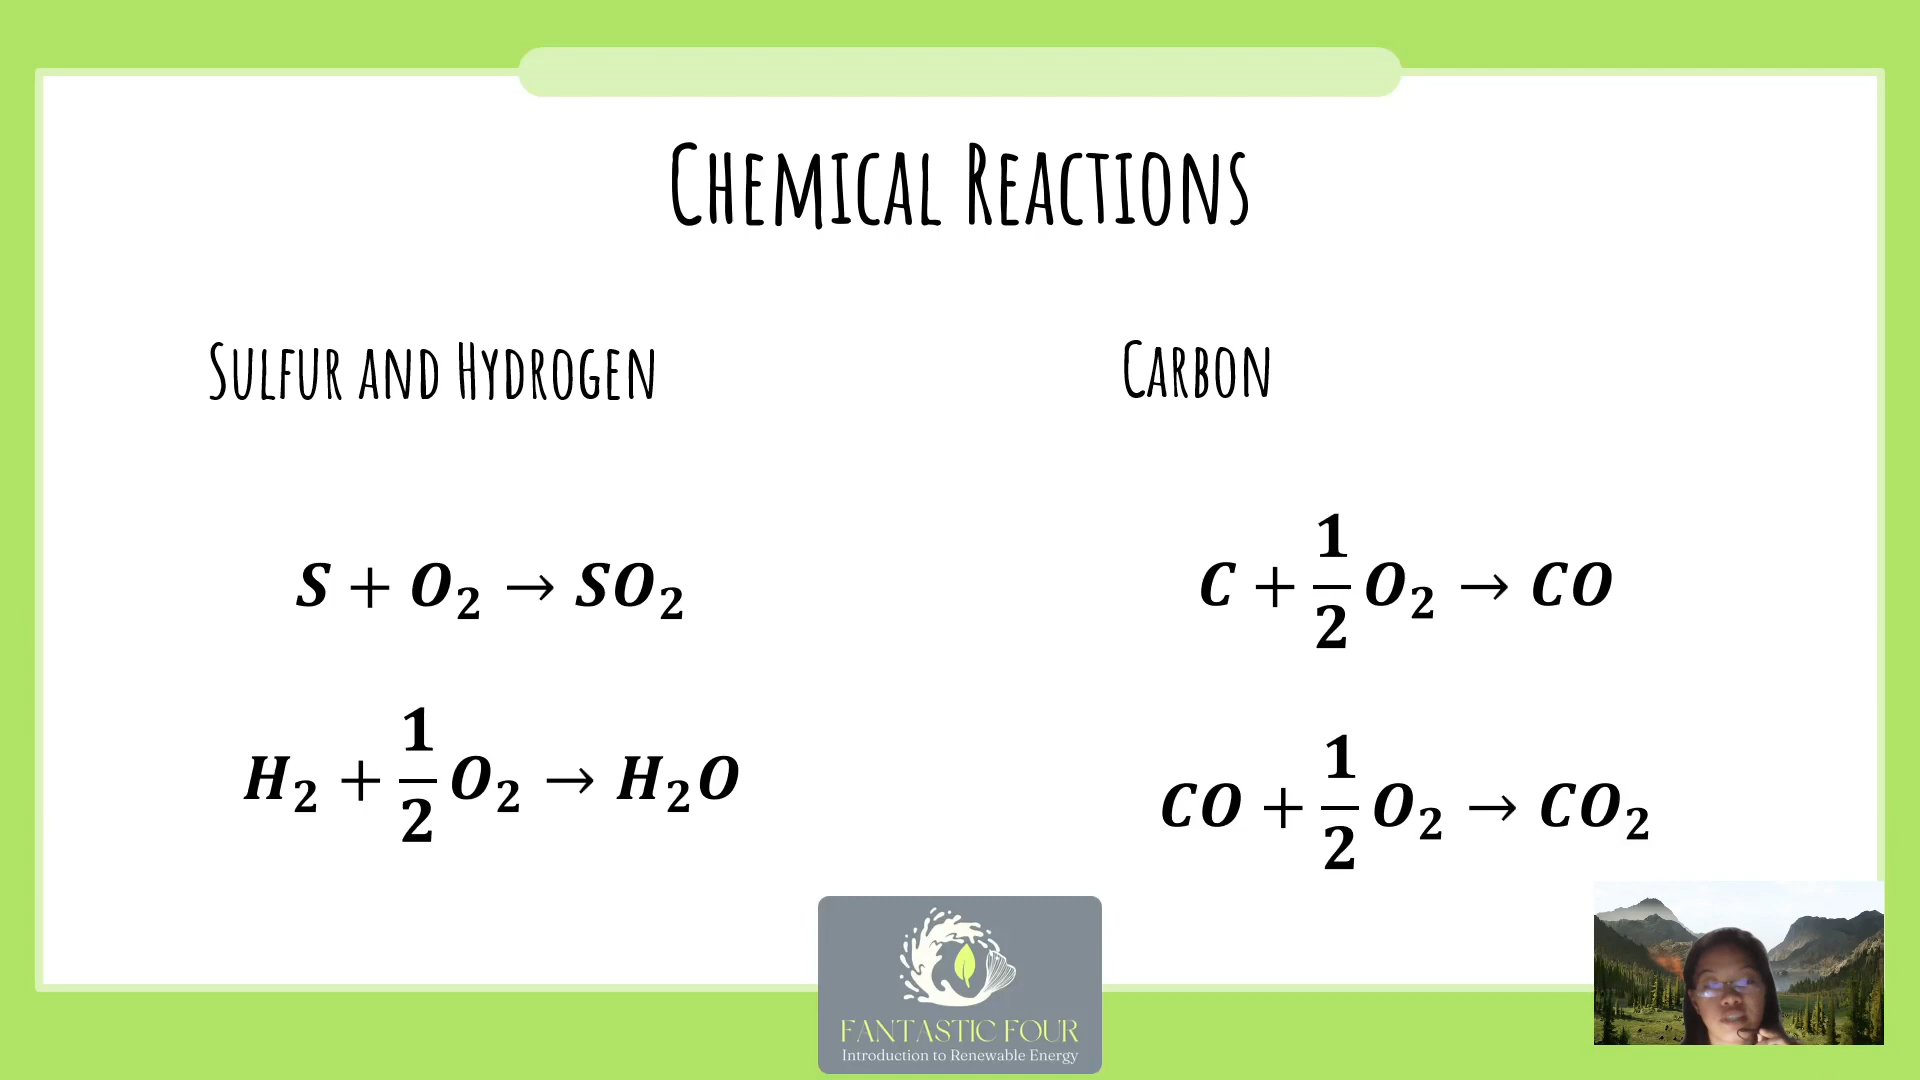 Chemical Reactions
Sulfur and Hydrogen
S + O₂ → SO₂
H₂ + 1/2 O₂ → H₂O
Carbon
C + 1/2 O₂ → CO
CO + 1/2 O₂ → CO₂
FANTASTIC FOUR
Introduction to Renewable Energy